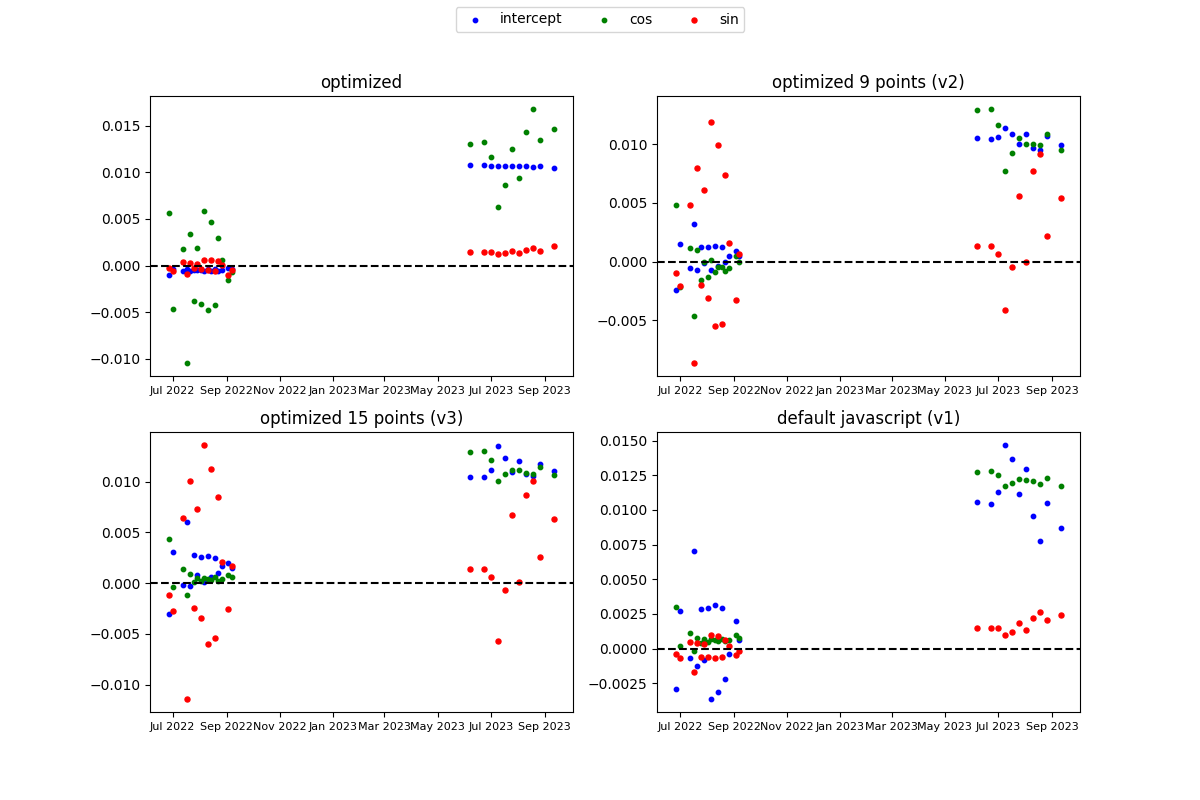 intercept cos sin
optimized
0.015
0.010
0.005
0.000
−0.005
−0.010
Jul 2022 Sep 2022 Nov 2022 Jan 2023 Mar 2023 May 2023 Jul 2023 Sep 2023
optimized 9 points (v2)
0.010
0.005
0.000
−0.005
Jul 2022 Sep 2022 Nov 2022 Jan 2023 Mar 2023 May 2023 Jul 2023 Sep 2023
optimized 15 points (v3)
0.010
0.005
0.000
−0.005
−0.010
Jul 2022 Sep 2022 Nov 2022 Jan 2023 Mar 2023 May 2023 Jul 2023 Sep 2023
default javascript (v1)
0.0150
0.0125
0.0100
0.0075
0.0050
0.0025
0.0000
−0.0025
Jul 2022 Sep 2022 Nov 2022 Jan 2023 Mar 2023 May 2023 Jul 2023 Sep 2023